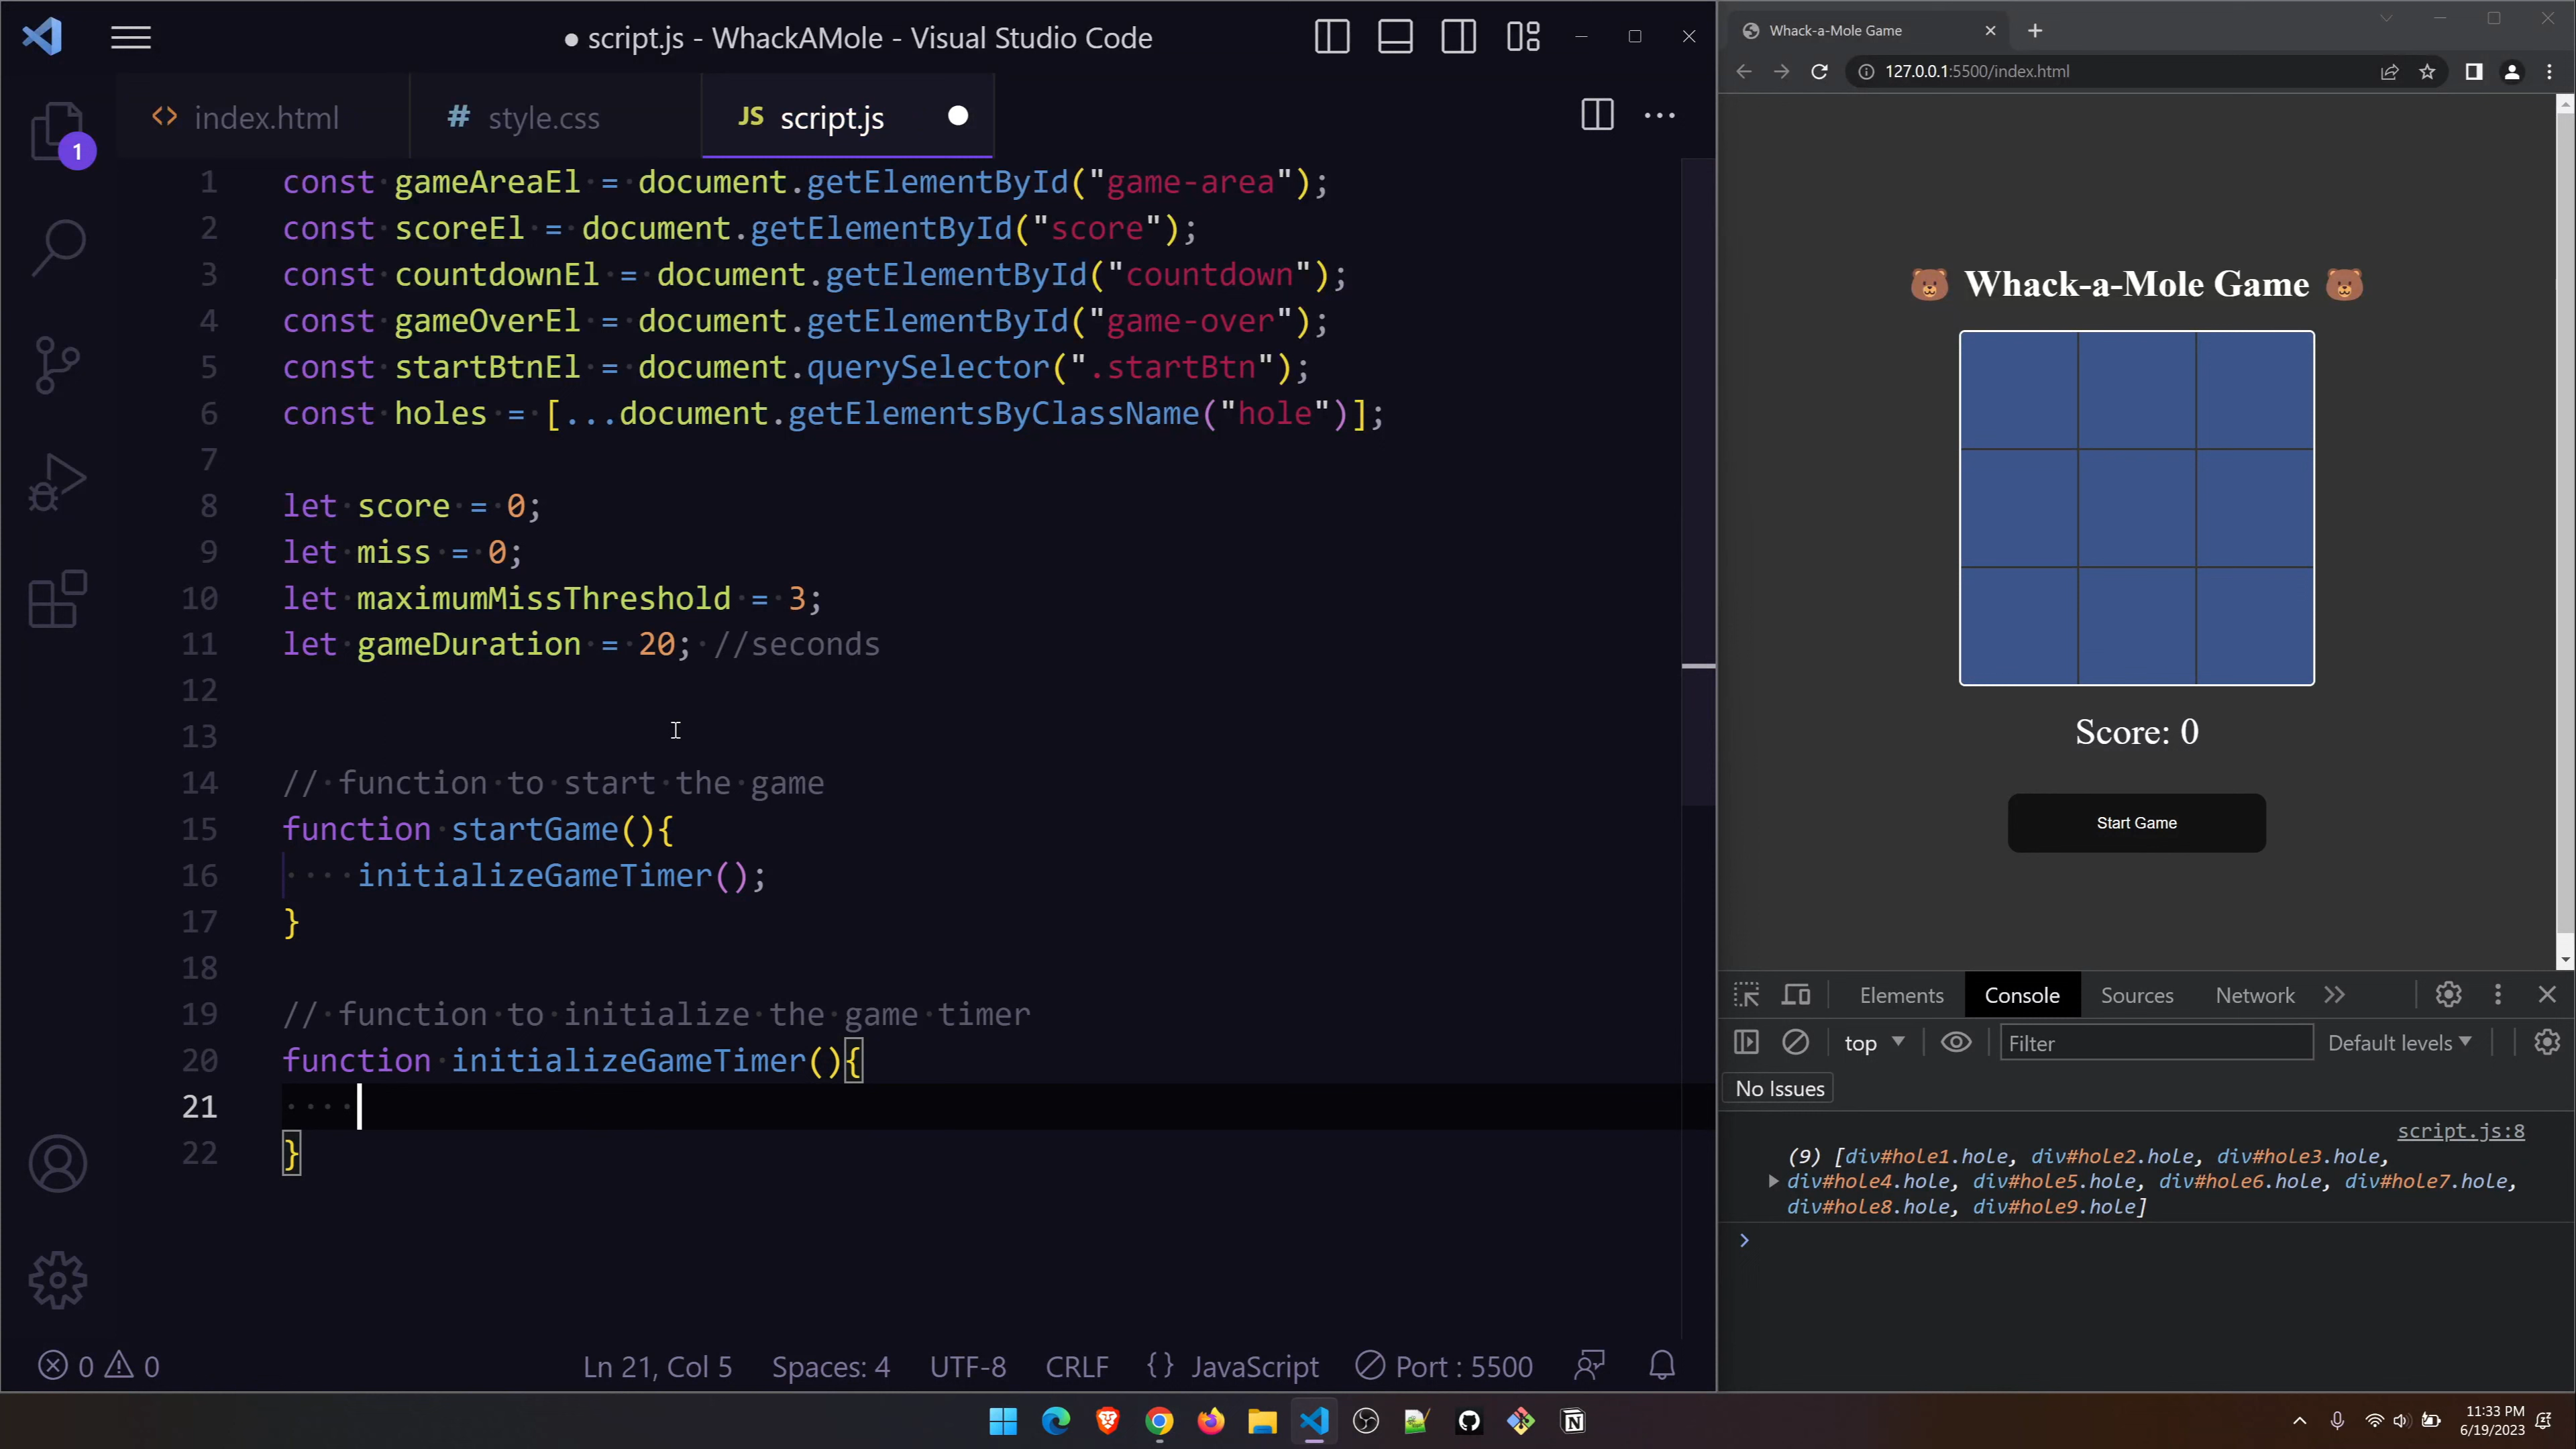 ● script.js - WhackAMole - Visual Studio Code
1
<> index.html
# style.css
JS script.js
1 const gameAreaEl = document.getElementById("game-area");
2 const scoreEl = document.getElementById("score");
3 const countdownEl = document.getElementById("countdown");
4 const gameOverEl = document.getElementById("game-over");
5 const startBtnEl = document.querySelector(".startBtn");
6 const holes = [...document.getElementsByClassName("hole")];
7
8 let score = 0;
9 let miss = 0;
10 let maximumMissThreshold = 3;
11 let gameDuration = 20; //seconds
12
13
14 // function to start the game
15 function startGame(){
16 initializeGameTimer();
17 }
18
19 // function to initialize the game timer
20 function initializeGameTimer(){
21
22 }
0 0
Ln 21, Col 5 Spaces: 4 UTF-8 CRLF {} JavaScript Port : 5500
Whack-a-Mole Game
127.0.0.1:5500/index.html
🐻 Whack-a-Mole Game 🐻
Score: 0
Start Game
Elements Console Sources Network
top Filter Default levels
No Issues
script.js:8
(9) [div#hole1.hole, div#hole2.hole, div#hole3.hole,
div#hole4.hole, div#hole5.hole, div#hole6.hole, div#hole7.hole,
div#hole8.hole, div#hole9.hole]
11:33 PM
6/19/2023